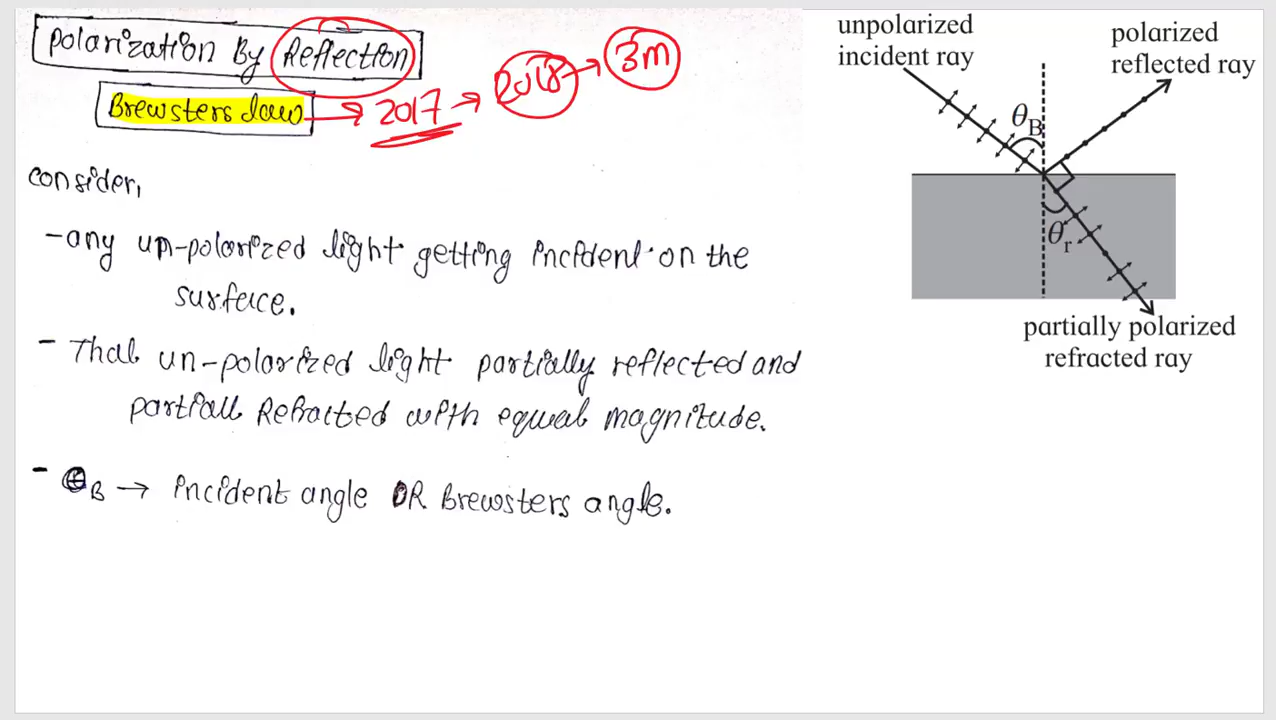 Polarization By Reflection
Brewsters law → 2017 → 2018 → 3m
Consider,
- any un-polarized light getting incident on the
surface.
- That un-polarized light partially reflected and
partiall Refracted with equal magnitude.
- θB → incident angle OR Brewsters angle.
unpolarized
incident ray
polarized
reflected ray
θB
θr
partially polarized
refracted ray